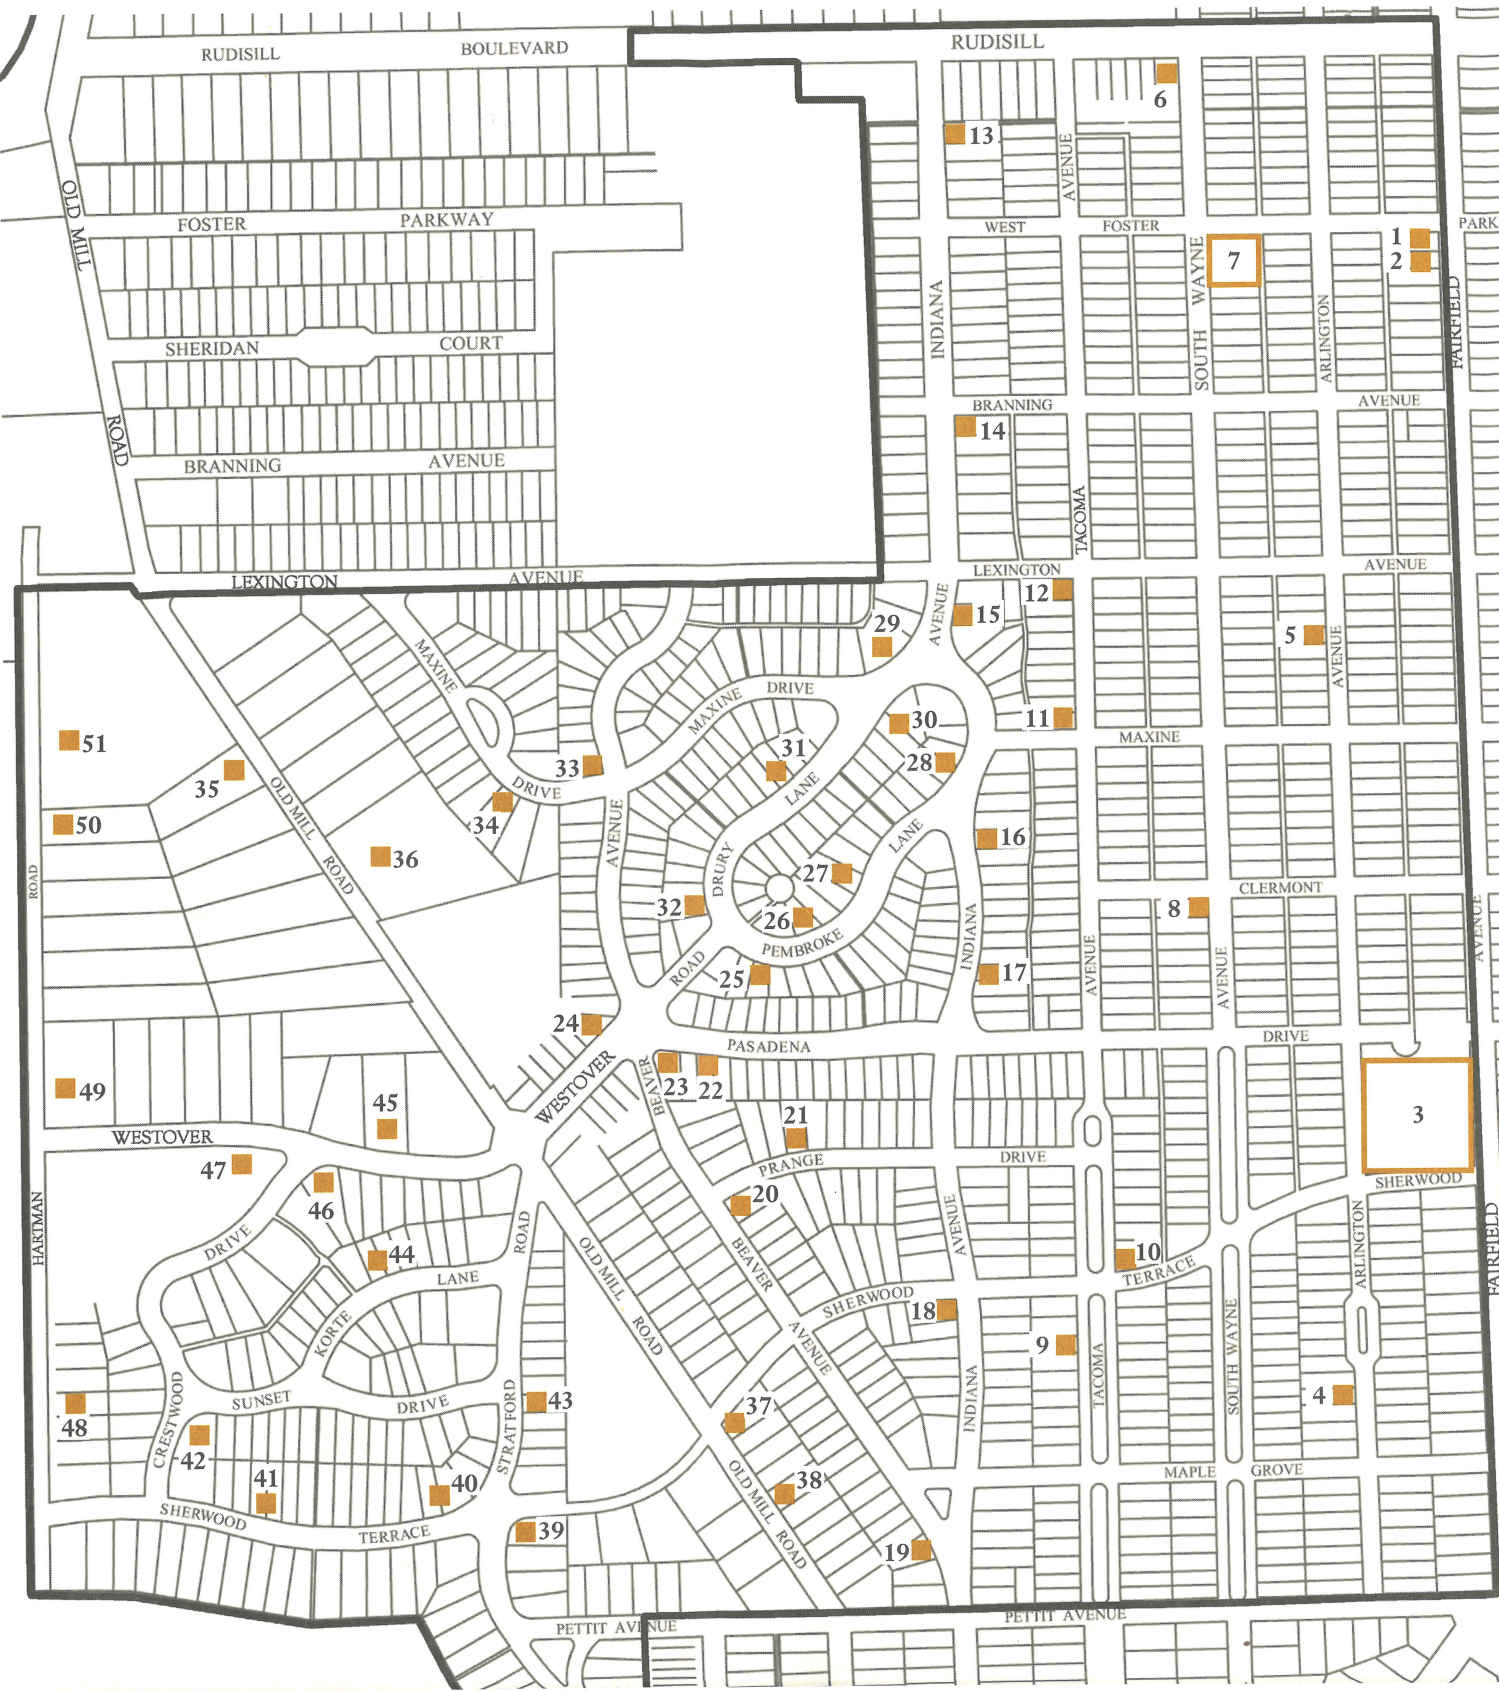 RUDISILL BOULEVARD
RUDISILL
6
13
OLD MILL
AVENUE
FOSTER PARKWAY
WEST FOSTER PARK
1
2
7
SOUTH WAYNE
INDIANA
ARLINGTON
FAIRFIELD
SHERIDAN COURT
BRANNING AVENUE
ROAD
14
BRANNING AVENUE
TACOMA
LEXINGTON AVENUE
LEXINGTON AVENUE
12
15
AVENUE
29
5
AVENUE
MAXINE
MAXINE DRIVE
30
11
MAXINE
51
31
28
33
35
DRIVE
OLD MILL
LANE
34
50
36
ROAD
AVENUE
LANE
16
27
DRURY
ROAD
CLERMONT
32
26
8
PEMBROKE
INDIANA
AVENUE
AVENUE
AVENUE
ROAD
25
17
24
WESTOVER
PASADENA DRIVE
BEAVER
23
22
49
45
21
3
WESTOVER
47
PRANGE DRIVE
SHERWOOD
46
20
HARTMAN
DRIVE
ROAD
AVENUE
ARLINGTON
FAIRFIELD
44
OLD MILL
BEAVER
10
TERRACE
LANE
SHERWOOD
18
KORTE
ROAD
AVENUE
9
SOUTH WAYNE
TACOMA
INDIANA
4
SUNSET DRIVE
43
48
CRESTWOOD
STRATFORD
37
42
41
40
38
OLD MILL ROAD
MAPLE GROVE
SHERWOOD TERRACE
39
19
PETTIT AVENUE
PETTIT AVENUE